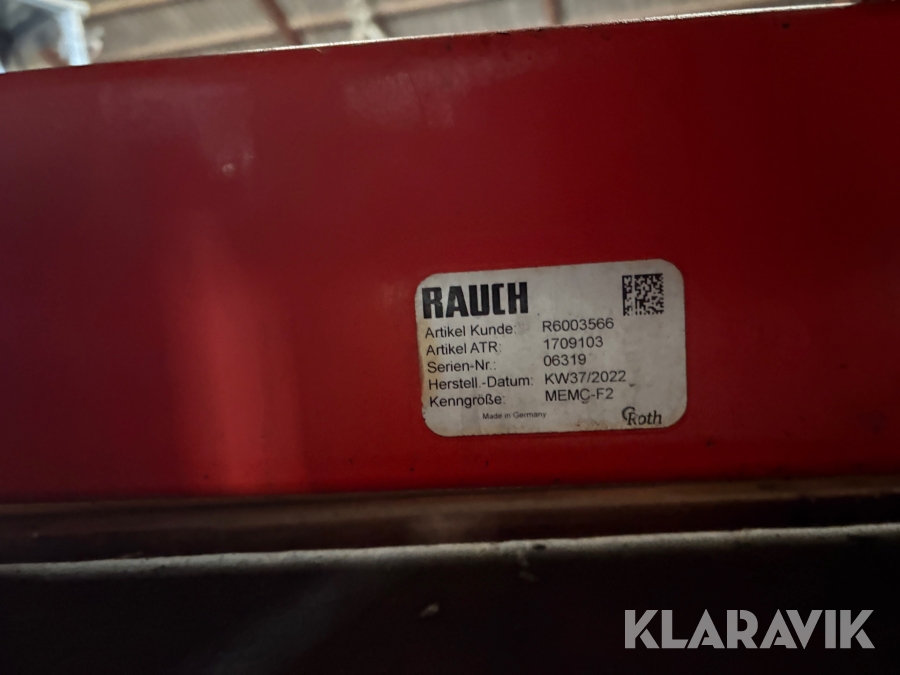 RAUCH
Artikel Kunde: R6003566
Artikel ATR: 1709103
Serien-Nr.: 06319
Herstell.-Datum: KW37/2022
Kenngröße: MEMC-F2
Made in Germany
Roth
KLARAVIK